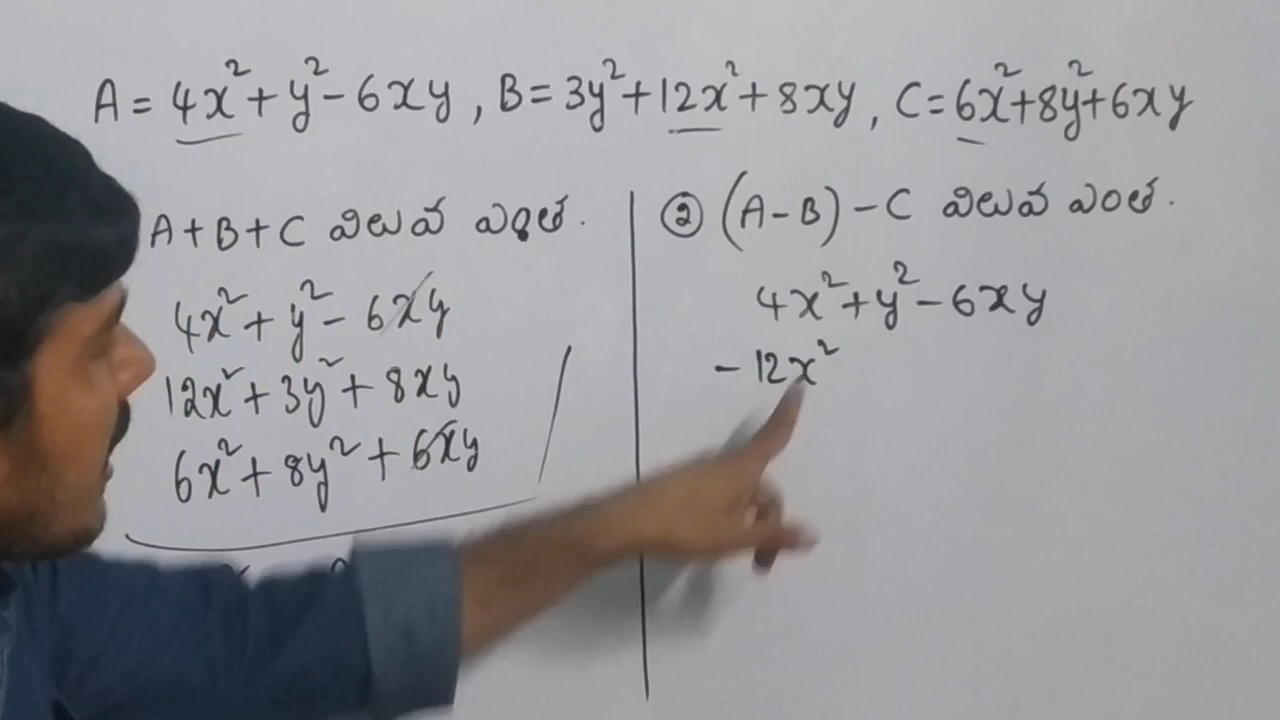 A = 4x² + y² - 6xy, B = 3y² + 12x² + 8xy, C = 6x² + 8y² + 6xy
A + B + C విలువ ఎంత.
4x² + y² - 6xy
12x² + 3y² + 8xy
6x² + 8y² + 6xy
② (A - B) - C విలువ ఎంత.
4x² + y² - 6xy
- 12x²